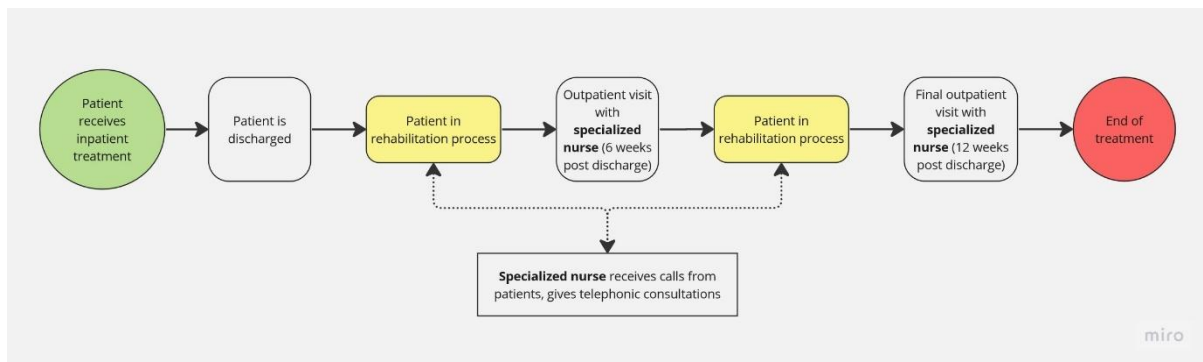 Patient
receives
inpatient
treatment
Patient is
discharged
Patient in
rehabilitation process
Outpatient visit
with
specialized
nurse (6 weeks
post discharge)
Patient in
rehabilitation process
Final outpatient
visit with
specialized
nurse (12 weeks
post discharge)
End of
treatment
Specialized nurse receives calls from
patients, gives telephonic consultations
miro